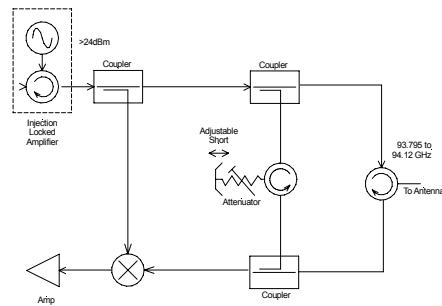 >24dBm
Coupler
Coupler
Injection
Locked
Amplifier
Adjustable
Short
93.795 to
94.12 GHz
To Antenna
Attenuator
Amp
Coupler